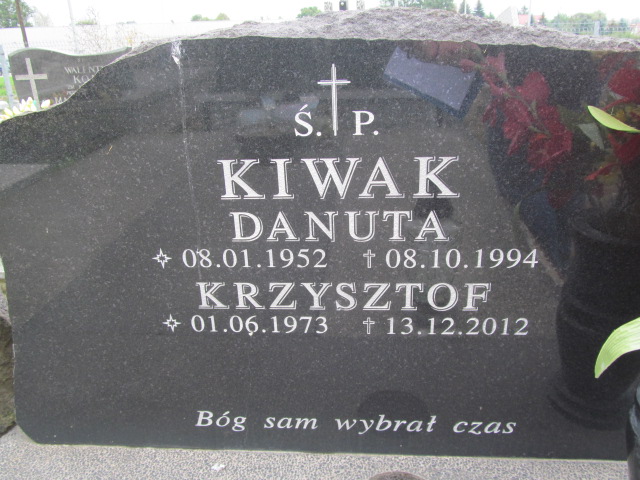 Ś. P.
KIWAK
DANUTA
08.01.1952 † 08.10.1994
KRZYSZTOF
01.06.1973 † 13.12.2012
Bóg sam wybrał czas